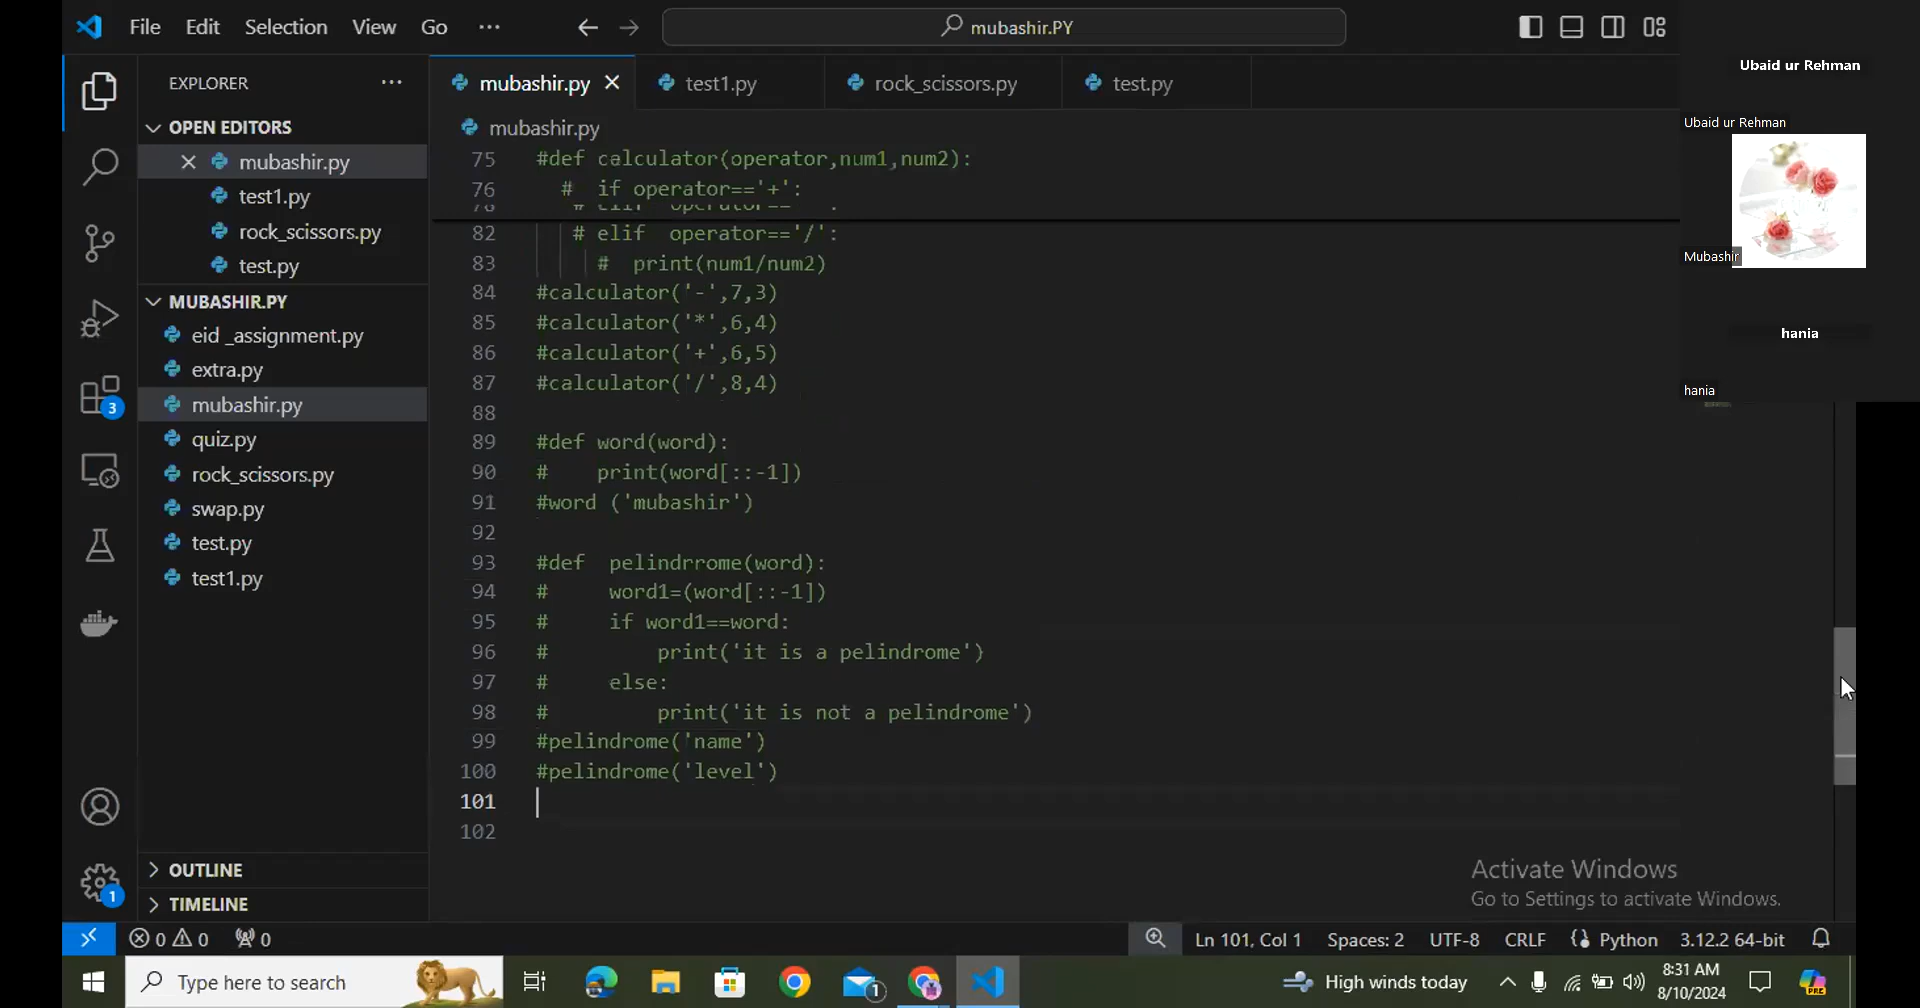 File Edit Selection View Go ···
mubashir.PY
Ubaid ur Rehman
Ubaid ur Rehman
Mubashir
hania
hania
EXPLORER ···
OPEN EDITORS
mubashir.py
test1.py
rock_scissors.py
test.py
MUBASHIR.PY
eid _assignment.py
extra.py
mubashir.py
quiz.py
rock_scissors.py
swap.py
test.py
test1.py
OUTLINE
TIMELINE
3
1
mubashir.py test1.py rock_scissors.py test.py
mubashir.py
75 #def calculator(operator,num1,num2):
76 # if operator=='+':
82 # elif operator=='/':
83 # print(num1/num2)
84 #calculator('-',7,3)
85 #calculator('*',6,4)
86 #calculator('+',6,5)
87 #calculator('/',8,4)
88
89 #def word(word):
90 # print(word[::-1])
91 #word ('mubashir')
92
93 #def pelindrrome(word):
94 # word1=(word[::-1])
95 # if word1==word:
96 # print('it is a pelindrome')
97 # else:
98 # print('it is not a pelindrome')
99 #pelindrome('name')
100 #pelindrome('level')
101
102
Activate Windows
Go to Settings to activate Windows.
0 0 0
Ln 101, Col 1 Spaces: 2 UTF-8 CRLF Python 3.12.2 64-bit
Type here to search
1
High winds today
8:31 AM
8/10/2024
PRE